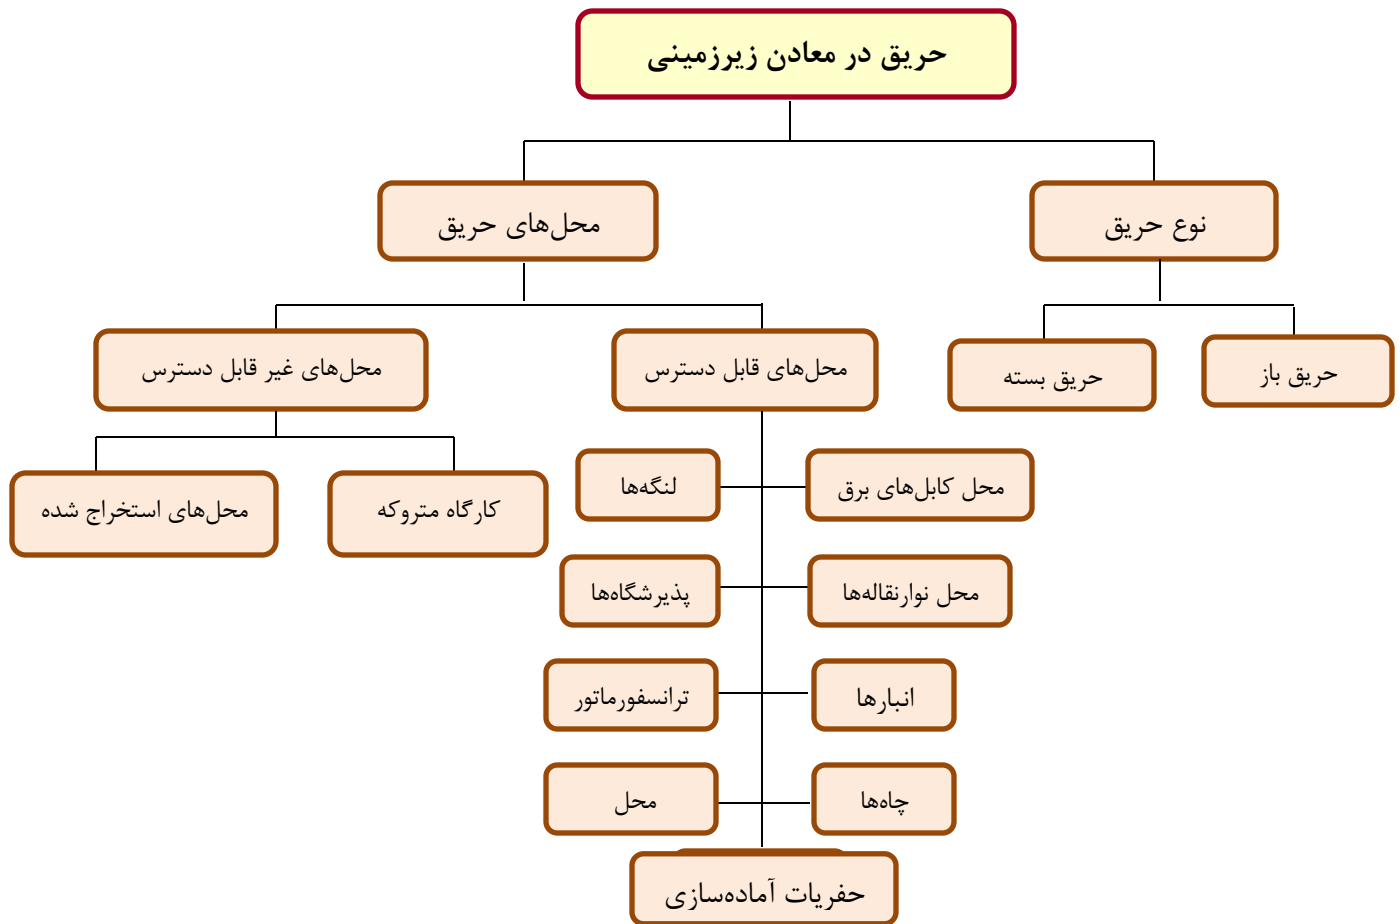 حریق در معادن زیرزمینی
نوع حریق
محل‌های حریق
حریق باز
حریق بسته
محل‌های قابل دسترس
محل‌های غیر قابل دسترس
محل کابل‌های برق
لنگه‌ها
کارگاه متروکه
محل‌های استخراج شده
محل نوارنقاله‌ها
پذیرشگاه‌ها
انبارها
ترانسفورماتور
چاه‌ها
محل
حفریات آماده‌سازی